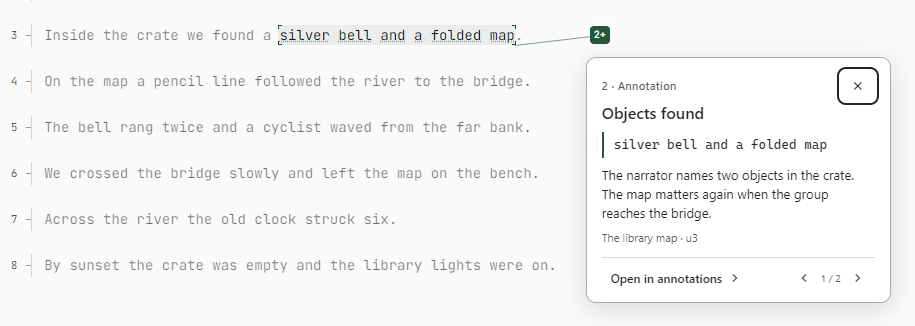 3 Inside the crate we found a silver bell and a folded map.
2+
4 On the map a pencil line followed the river to the bridge.
5 The bell rang twice and a cyclist waved from the far bank.
6 We crossed the bridge slowly and left the map on the bench.
7 Across the river the old clock struck six.
8 By sunset the crate was empty and the library lights were on.
2 · Annotation
Objects found
silver bell and a folded map
The narrator names two objects in the crate.
The map matters again when the group
reaches the bridge.
The library map · u3
Open in annotations
1 / 2